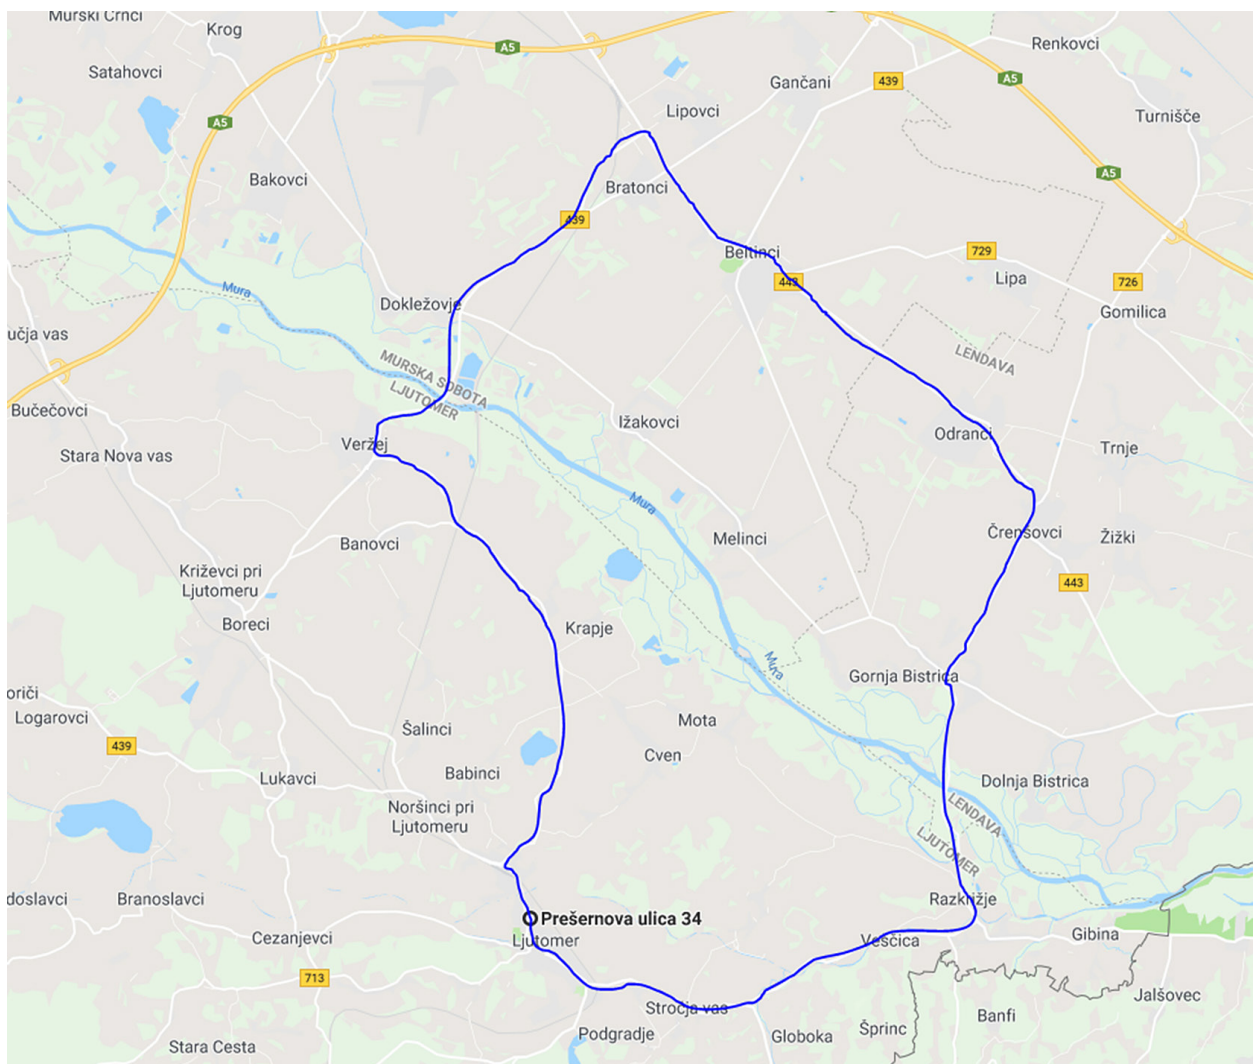 Murski Črnci
Krog
A5
Renkovci
Satahovci
Gančani
439
A5
Lipovci
Turnišče
A5
Bakovci
Bratonci
A5
439
Beltinci
729
Lipa
443
726
Mura
Dokležovje
Gomilica
učja vas
MURSKA SOBOTA
LJUTOMER
LENDAVA
Bučečovci
Ižakovci
Odranci
Veržej
Stara Nova vas
Trnje
Mura
Črensovci
Žižki
Banovci
Melinci
Križevci pri
Ljutomeru
443
Boreci
Krapje
Mura
Gornja Bistrica
oriči
Logarovci
Mota
Šalinci
439
Cven
Babinci
Lukavci
Dolnja Bistrica
Noršinci pri
Ljutomeru
LENDAVA
LJUTOMER
doslavci
Branoslavci
Razkrižje
Prešernova ulica 34
Cezanjevci
Ljutomer
Vesčica
Gibina
713
Jalšovec
Stročja vas
Banfi
Podgradje
Globoka
Šprinc
Stara Cesta